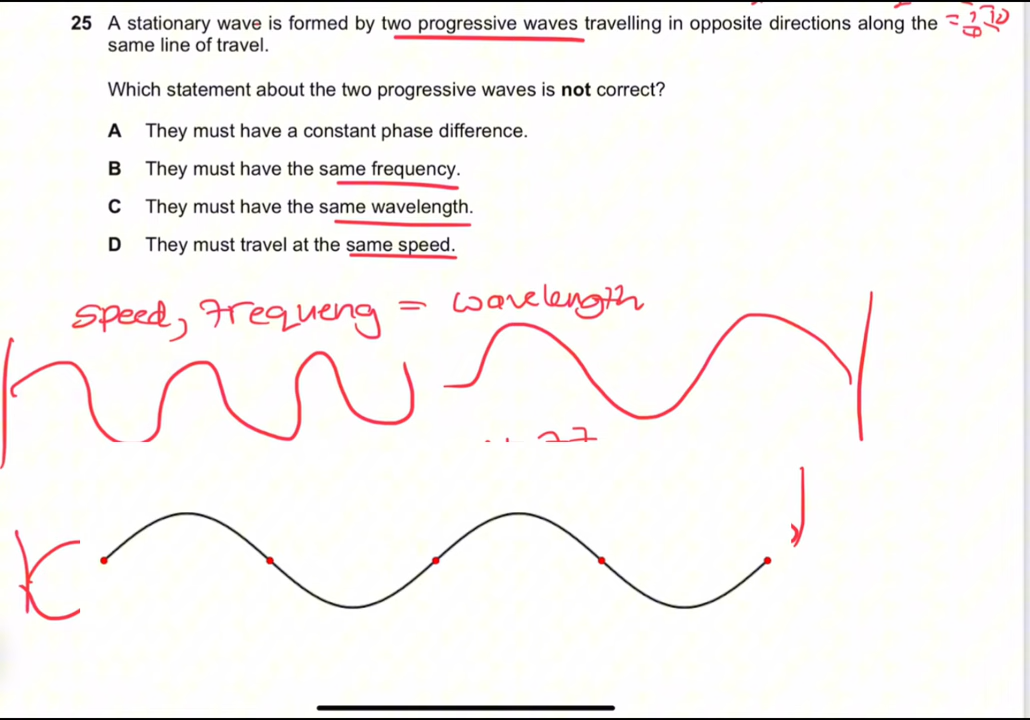 25 A stationary wave is formed by two progressive waves travelling in opposite directions along the
same line of travel.
Which statement about the two progressive waves is not correct?
A They must have a constant phase difference.
B They must have the same frequency.
C They must have the same wavelength.
D They must travel at the same speed.
speed, frequeng = wavelength